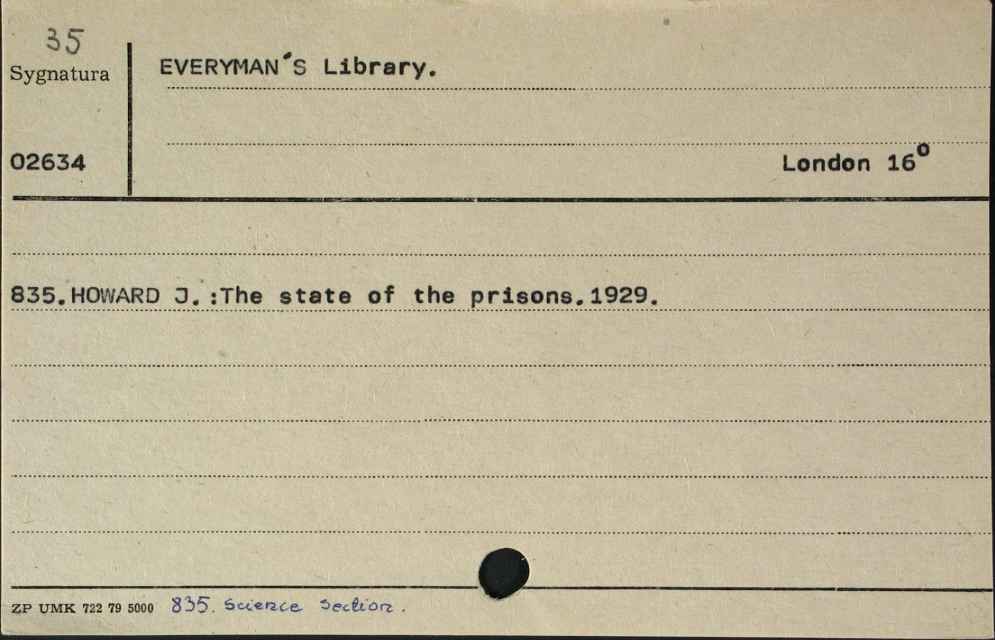 35
Sygnatura
EVERYMAN´S Library.
02634
London 16°
835.HOWARD J.:The state of the prisons.1929.
ZP UMK 722 79 5000 835. Science Section.